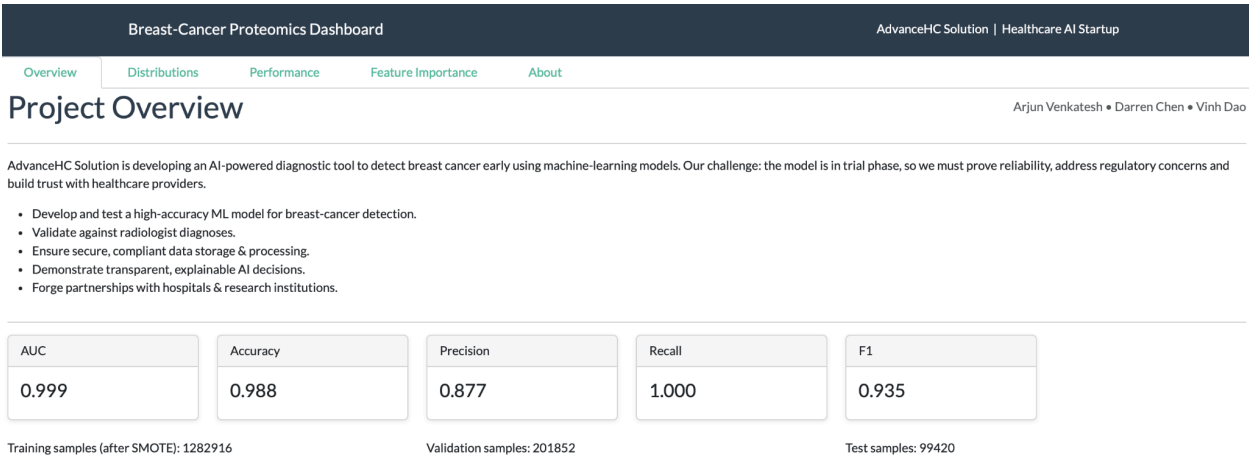 Breast-Cancer Proteomics Dashboard
AdvanceHC Solution | Healthcare AI Startup
Overview
Distributions
Performance
Feature Importance
About
Project Overview
Arjun Venkatesh • Darren Chen • Vinh Dao
AdvanceHC Solution is developing an AI-powered diagnostic tool to detect breast cancer early using machine-learning models. Our challenge: the model is in trial phase, so we must prove reliability, address regulatory concerns and
build trust with healthcare providers.
• Develop and test a high-accuracy ML model for breast-cancer detection.
• Validate against radiologist diagnoses.
• Ensure secure, compliant data storage & processing.
• Demonstrate transparent, explainable AI decisions.
• Forge partnerships with hospitals & research institutions.
AUC
0.999
Accuracy
0.988
Precision
0.877
Recall
1.000
F1
0.935
Training samples (after SMOTE): 1282916
Validation samples: 201852
Test samples: 99420